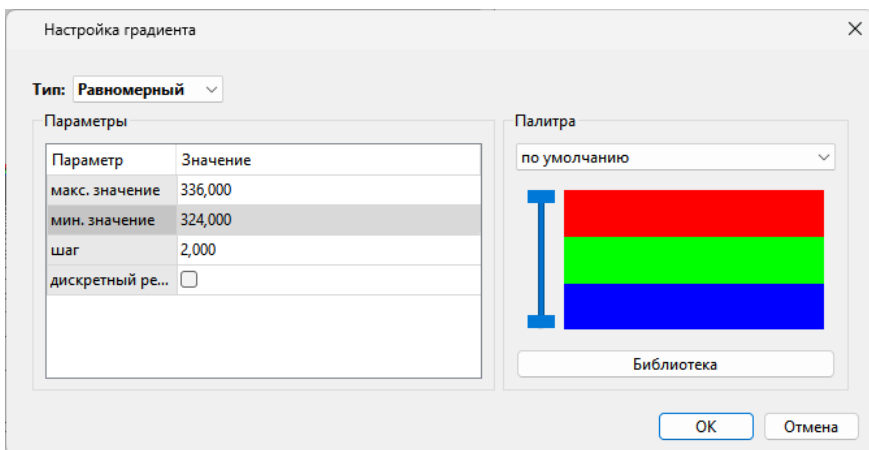 Настройка градиента
Тип: Равномерный
Параметры
Параметр Значение
макс. значение 336,000
мин. значение 324,000
шаг 2,000
дискретный ре...
Палитра
по умолчанию
Библиотека
ОК Отмена